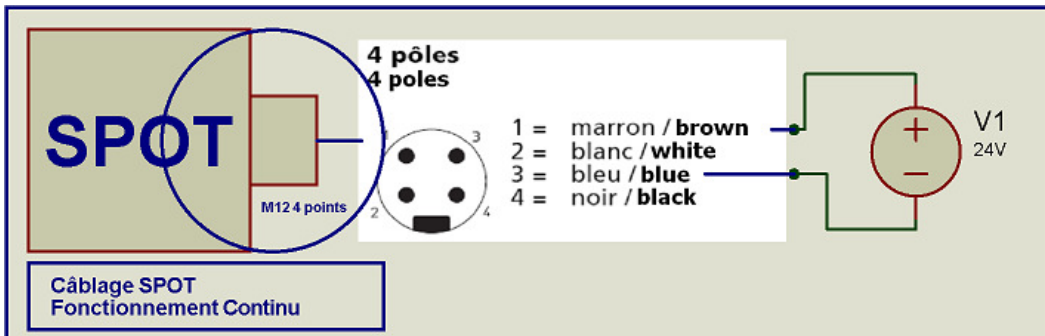 SPOT
M12 4 points
4 pôles
4 poles
1
3
2
4
1 = marron / brown
2 = blanc / white
3 = bleu / blue
4 = noir / black
+
−
V1
24V
Câblage SPOT
Fonctionnement Continu